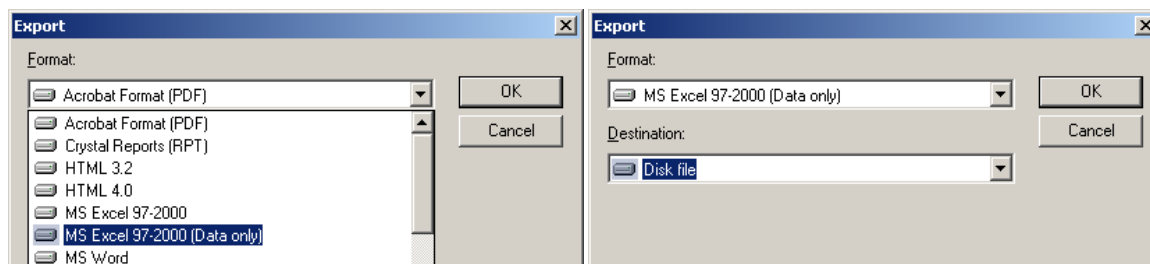 Export
Format:
Acrobat Format (PDF)
OK
Acrobat Format (PDF)
Crystal Reports (RPT)
Cancel
HTML 3.2
HTML 4.0
MS Excel 97-2000
MS Excel 97-2000 (Data only)
MS Word
Export
Format:
MS Excel 97-2000 (Data only)
OK
Destination:
Cancel
Disk file